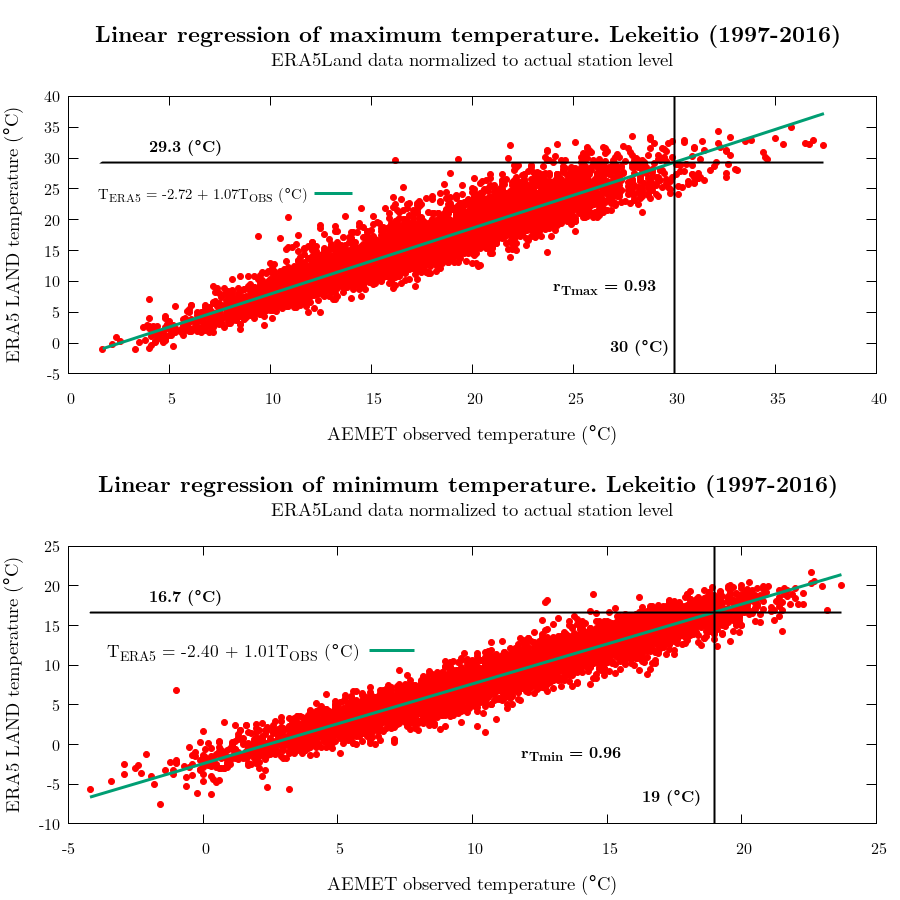 Linear regression of maximum temperature. Lekeitio (1997-2016)
ERA5Land data normalized to actual station level
ERA5 LAND temperature (°C)
40
35
30
25
20
15
10
5
0
-5
29.3 (°C)
TERA5 = -2.72 + 1.07TOBS (°C)
rTmax = 0.93
30 (°C)
0 5 10 15 20 25 30 35 40
AEMET observed temperature (°C)
Linear regression of minimum temperature. Lekeitio (1997-2016)
ERA5Land data normalized to actual station level
ERA5 LAND temperature (°C)
25
20
15
10
5
0
-5
-10
16.7 (°C)
TERA5 = -2.40 + 1.01TOBS (°C)
rTmin = 0.96
19 (°C)
-5 0 5 10 15 20 25
AEMET observed temperature (°C)